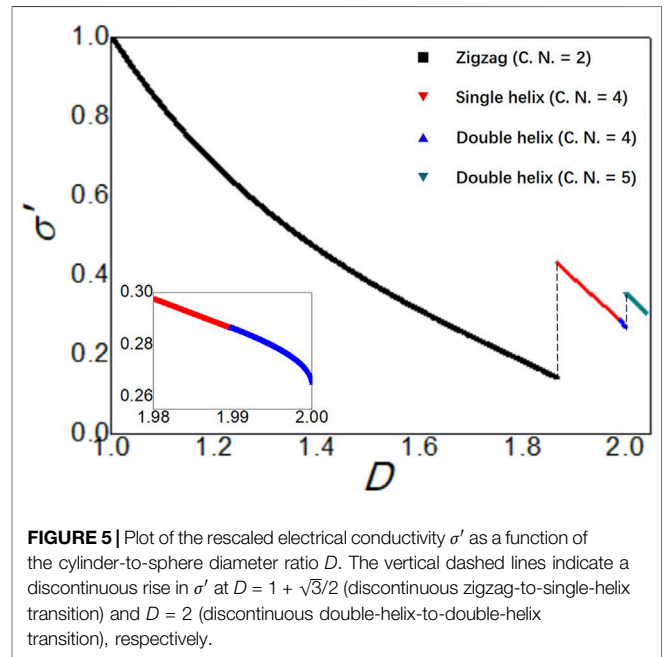 1.0
0.8
0.6
0.4
0.2
0.0
σ′
Zigzag (C. N. = 2)
Single helix (C. N. = 4)
Double helix (C. N. = 4)
Double helix (C. N. = 5)
0.30
0.28
0.26
1.98 1.99 2.00
1.0 1.2 1.4 1.6 1.8 2.0
D
FIGURE 5 | Plot of the rescaled electrical conductivity σ′ as a function of
the cylinder-to-sphere diameter ratio D. The vertical dashed lines indicate a
discontinuous rise in σ′ at D = 1 + √3/2 (discontinuous zigzag-to-single-helix
transition) and D = 2 (discontinuous double-helix-to-double-helix
transition), respectively.